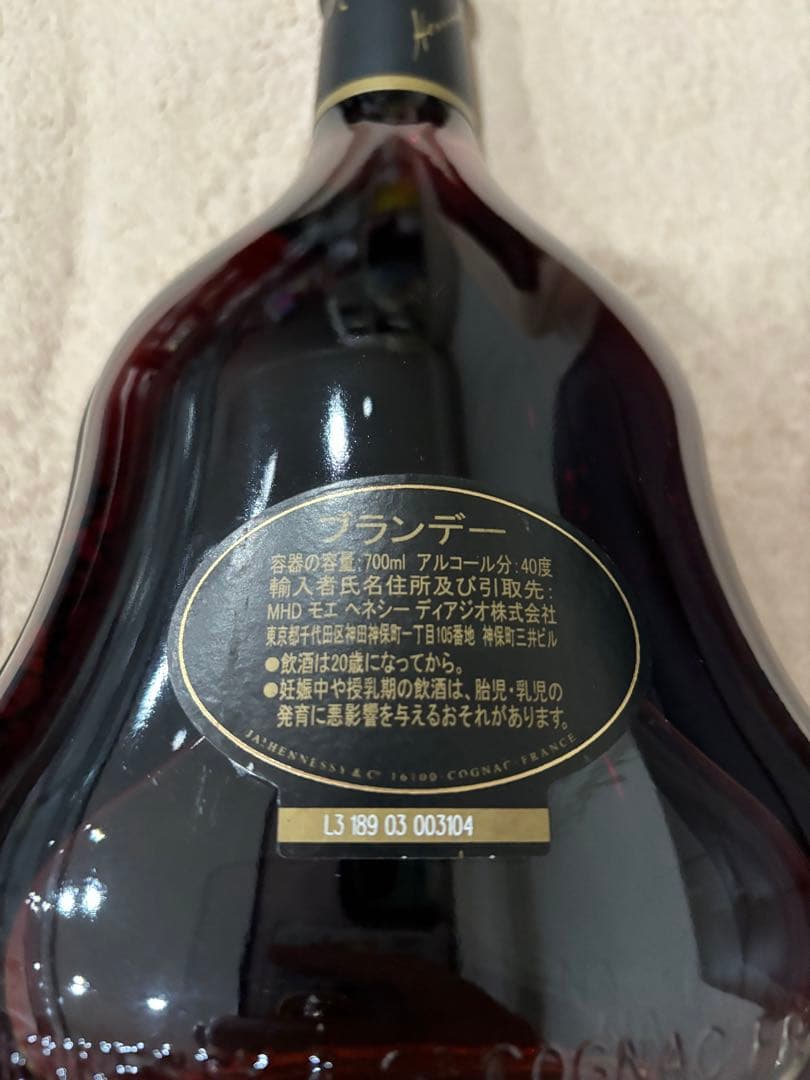 ブランデー
容器の容量:700ml アルコール分:40度
輸入者氏名住所及び引取先:
MHD モエ ヘネシー ディアジオ株式会社
東京都千代田区神田神保町一丁目105番地 神保町三井ビル
●飲酒は20歳になってから。
●妊娠中や授乳期の飲酒は、胎児・乳児の
発育に悪影響を与えるおそれがあります。
JAS HENNESSY & Cº 16100 · COGNAC · FRANCE
L3 189 03 003104
COGNAC